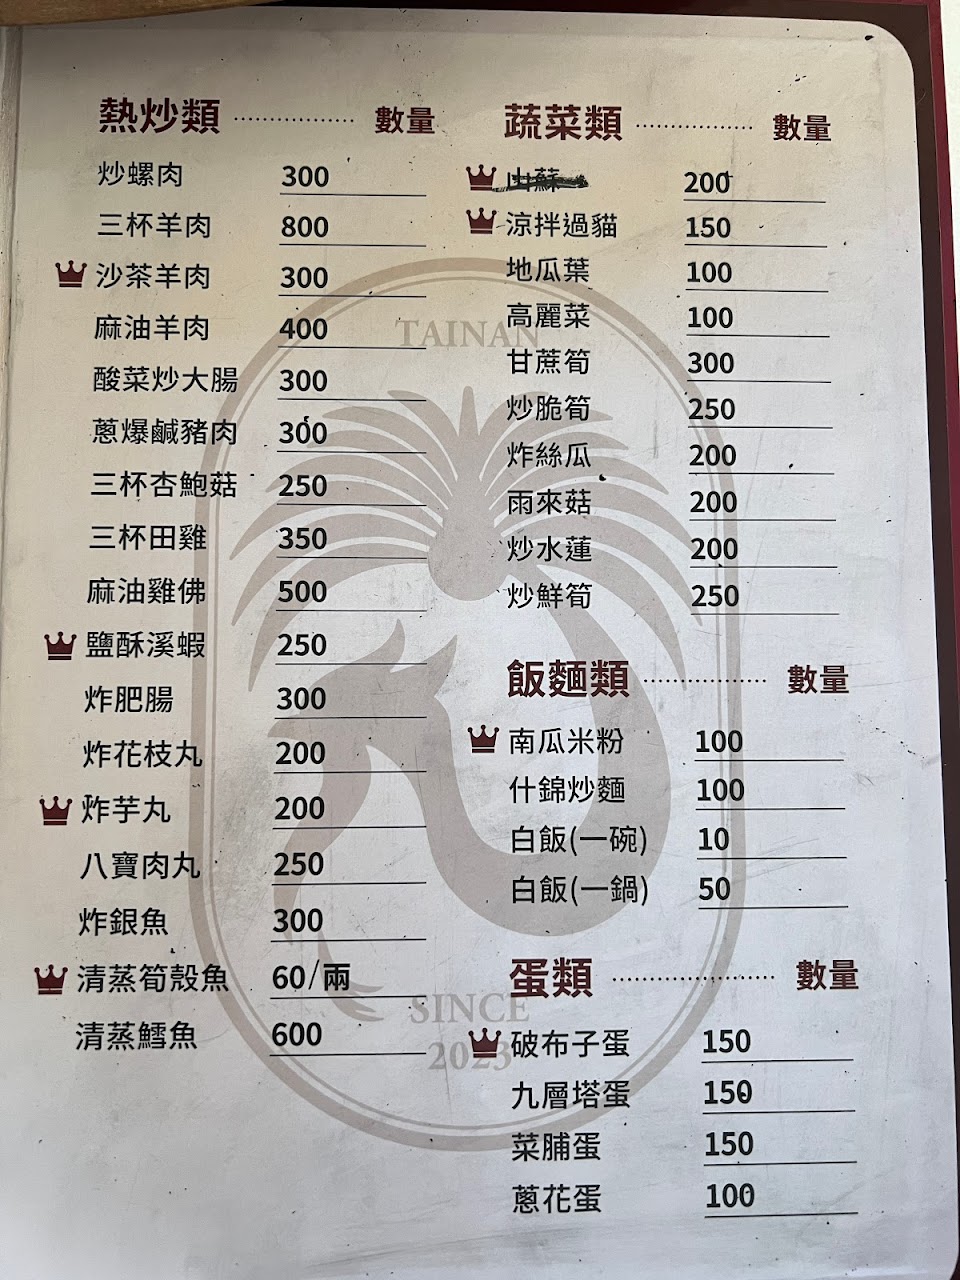 熱炒類 ⋯⋯⋯⋯ 數量
炒螺肉 300
三杯羊肉 800
沙茶羊肉 300
麻油羊肉 400
酸菜炒大腸 300
蔥爆鹹豬肉 300
三杯杏鮑菇 250
三杯田雞 350
麻油雞佛 500
鹽酥溪蝦 250
炸肥腸 300
炸花枝丸 200
炸芋丸 200
八寶肉丸 250
炸銀魚 300
清蒸筍殼魚 60/兩
清蒸鱈魚 600
蔬菜類 ⋯⋯⋯⋯ 數量
山蘇 200
涼拌過貓 150
地瓜葉 100
高麗菜 100
甘蔗筍 300
炒脆筍 250
炸絲瓜 200
雨來菇 200
炒水蓮 200
炒鮮筍 250
飯麵類 ⋯⋯⋯⋯ 數量
南瓜米粉 100
什錦炒麵 100
白飯(一碗) 10
白飯(一鍋) 50
蛋類 ⋯⋯⋯⋯ 數量
破布子蛋 150
九層塔蛋 150
菜脯蛋 150
蔥花蛋 100
TAINAN
SINCE
2023